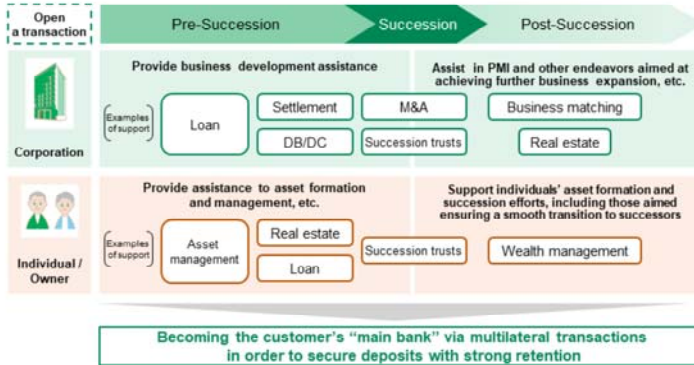 Open
a transaction
Pre-Succession
Succession
Post-Succession
Corporation
Provide business development assistance
Assist in PMI and other endeavors aimed at
achieving further business expansion, etc.
(Examples
of support)
Loan
Settlement
DB/DC
M&A
Succession trusts
Business matching
Real estate
Individual /
Owner
Provide assistance to asset formation
and management, etc.
Support individuals' asset formation and
succession efforts, including those aimed
ensuring a smooth transition to successors
(Examples
of support)
Asset
management
Real estate
Loan
Succession trusts
Wealth management
Becoming the customer's "main bank" via multilateral transactions
in order to secure deposits with strong retention